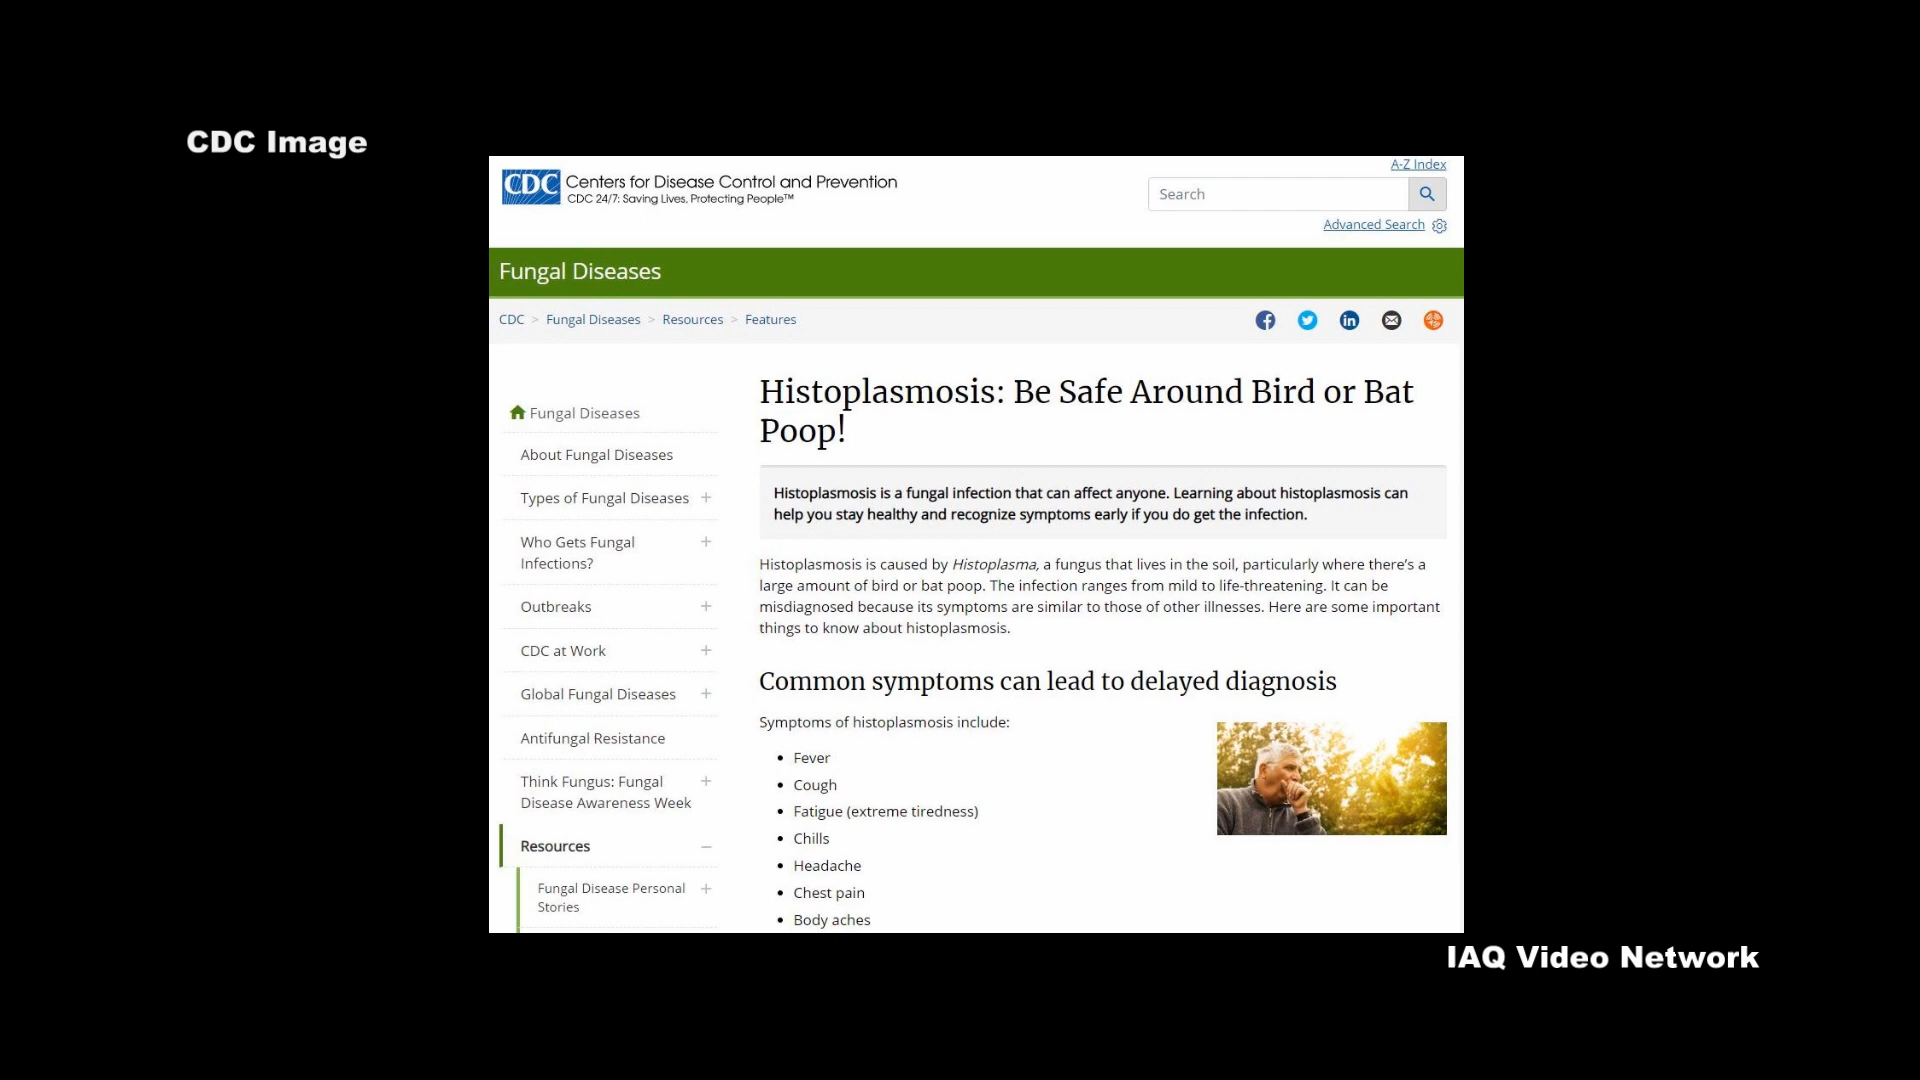 CDC Image
A-Z Index
CDC Centers for Disease Control and Prevention
CDC 24/7: Saving Lives, Protecting People™
Search
Advanced Search
Fungal Diseases
CDC > Fungal Diseases > Resources > Features
Fungal Diseases
About Fungal Diseases
Types of Fungal Diseases +
Who Gets Fungal +
Infections?
Outbreaks +
CDC at Work +
Global Fungal Diseases +
Antifungal Resistance
Think Fungus: Fungal +
Disease Awareness Week
Resources –
Fungal Disease Personal +
Stories
Histoplasmosis: Be Safe Around Bird or Bat
Poop!
Histoplasmosis is a fungal infection that can affect anyone. Learning about histoplasmosis can
help you stay healthy and recognize symptoms early if you do get the infection.
Histoplasmosis is caused by Histoplasma, a fungus that lives in the soil, particularly where there's a
large amount of bird or bat poop. The infection ranges from mild to life-threatening. It can be
misdiagnosed because its symptoms are similar to those of other illnesses. Here are some important
things to know about histoplasmosis.
Common symptoms can lead to delayed diagnosis
Symptoms of histoplasmosis include:
• Fever
• Cough
• Fatigue (extreme tiredness)
• Chills
• Headache
• Chest pain
• Body aches
IAQ Video Network